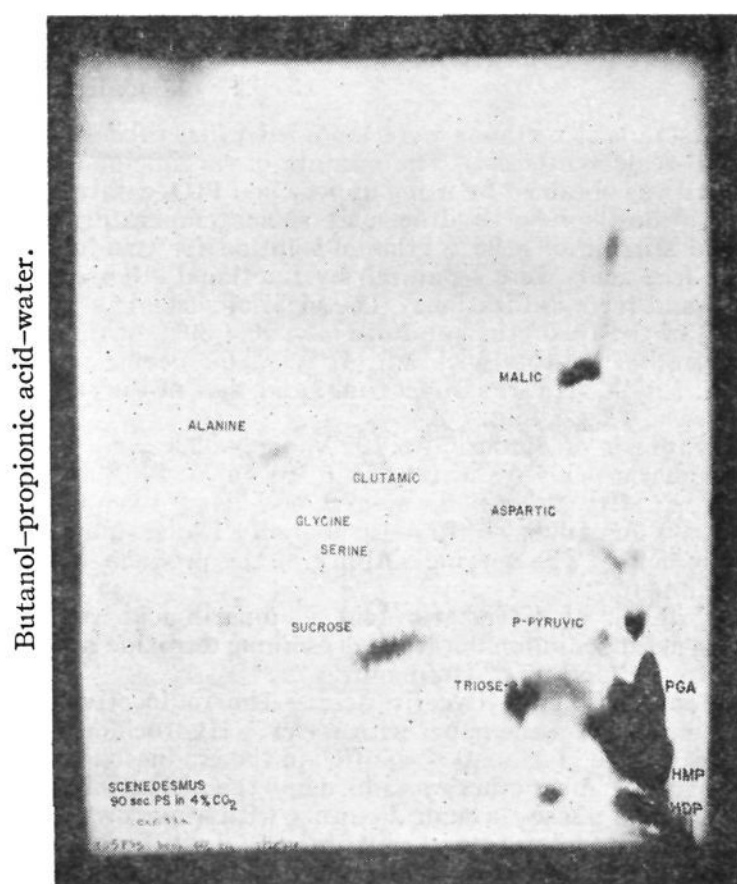 Butanol-propionic acid-water.
MALIC
ALANINE
GLUTAMIC
ASPARTIC
GLYCINE
SERINE
SUCROSE
P-PYRUVIC
TRIOSE
PGA
HMP
HDP
SCENEDESMUS
90 sec. PS in 4% CO2